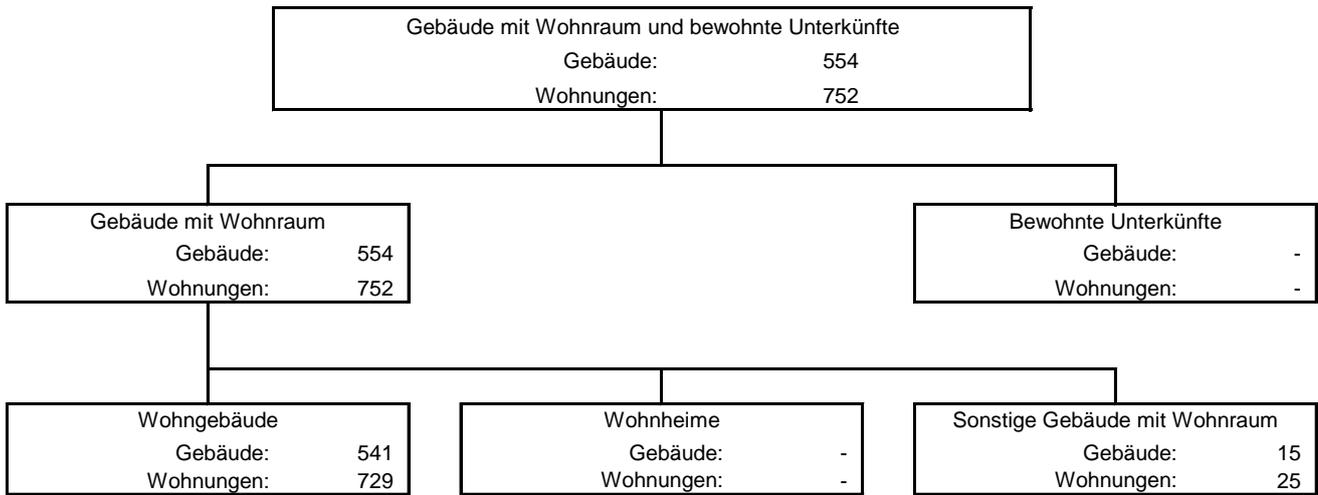 Gebäude mit Wohnraum und bewohnte Unterkünfte
Gebäude: 554
Wohnungen: 752
Gebäude mit Wohnraum
Gebäude: 554
Wohnungen: 752
Bewohnte Unterkünfte
Gebäude: -
Wohnungen: -
Wohngebäude
Gebäude: 541
Wohnungen: 729
Wohnheime
Gebäude: -
Wohnungen: -
Sonstige Gebäude mit Wohnraum
Gebäude: 15
Wohnungen: 25